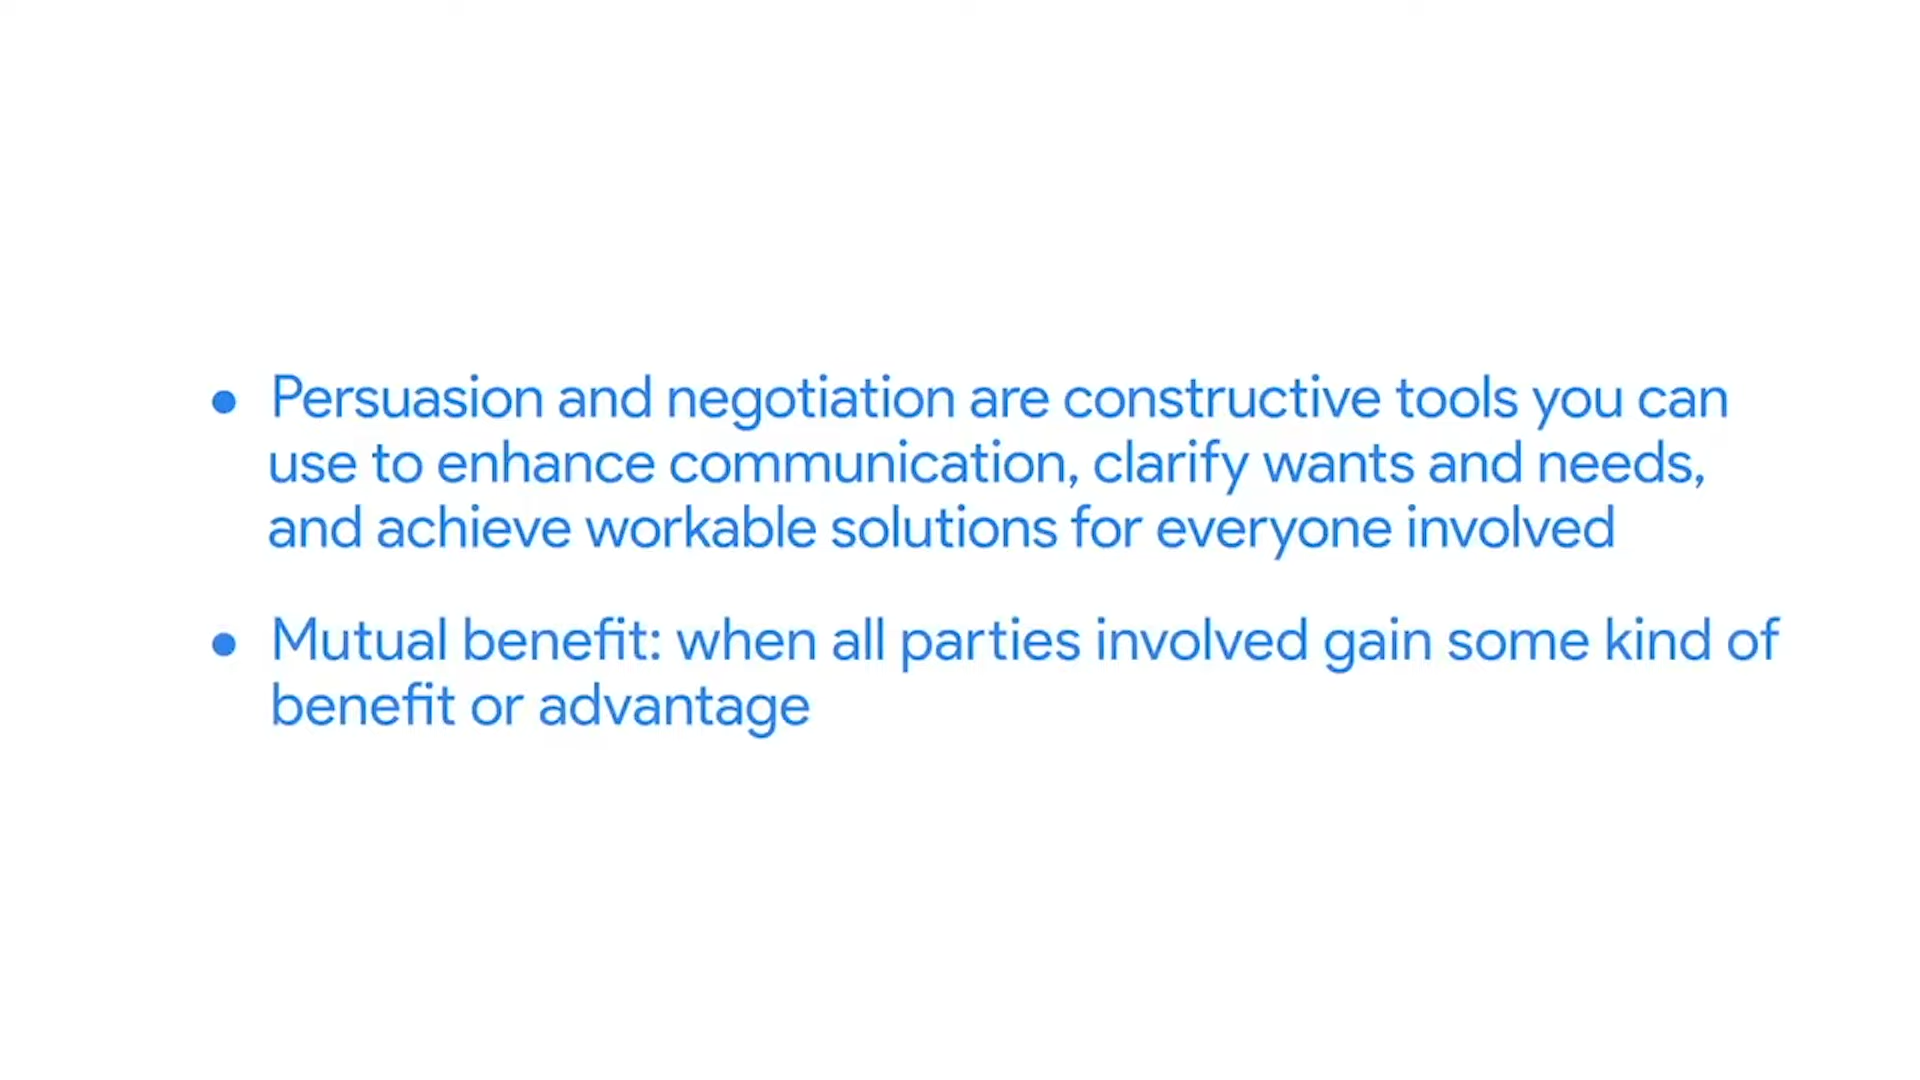 • Persuasion and negotiation are constructive tools you can
use to enhance communication, clarify wants and needs,
and achieve workable solutions for everyone involved
• Mutual benefit: when all parties involved gain some kind of
benefit or advantage